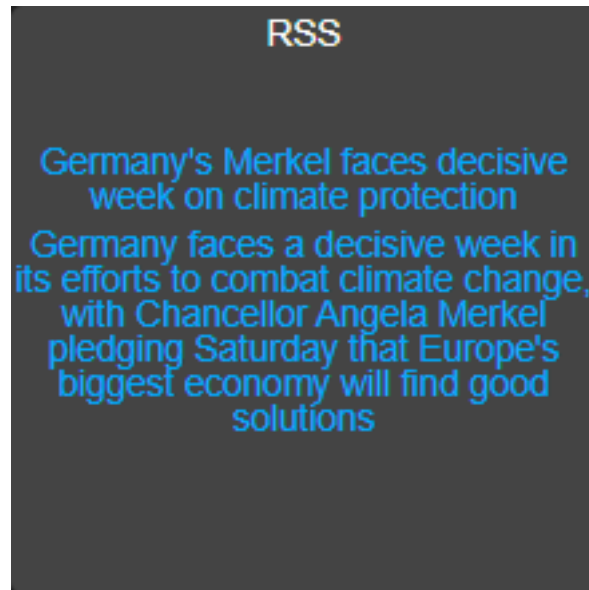 RSS
Germany's Merkel faces decisive
week on climate protection
Germany faces a decisive week in
its efforts to combat climate change,
with Chancellor Angela Merkel
pledging Saturday that Europe's
biggest economy will find good
solutions